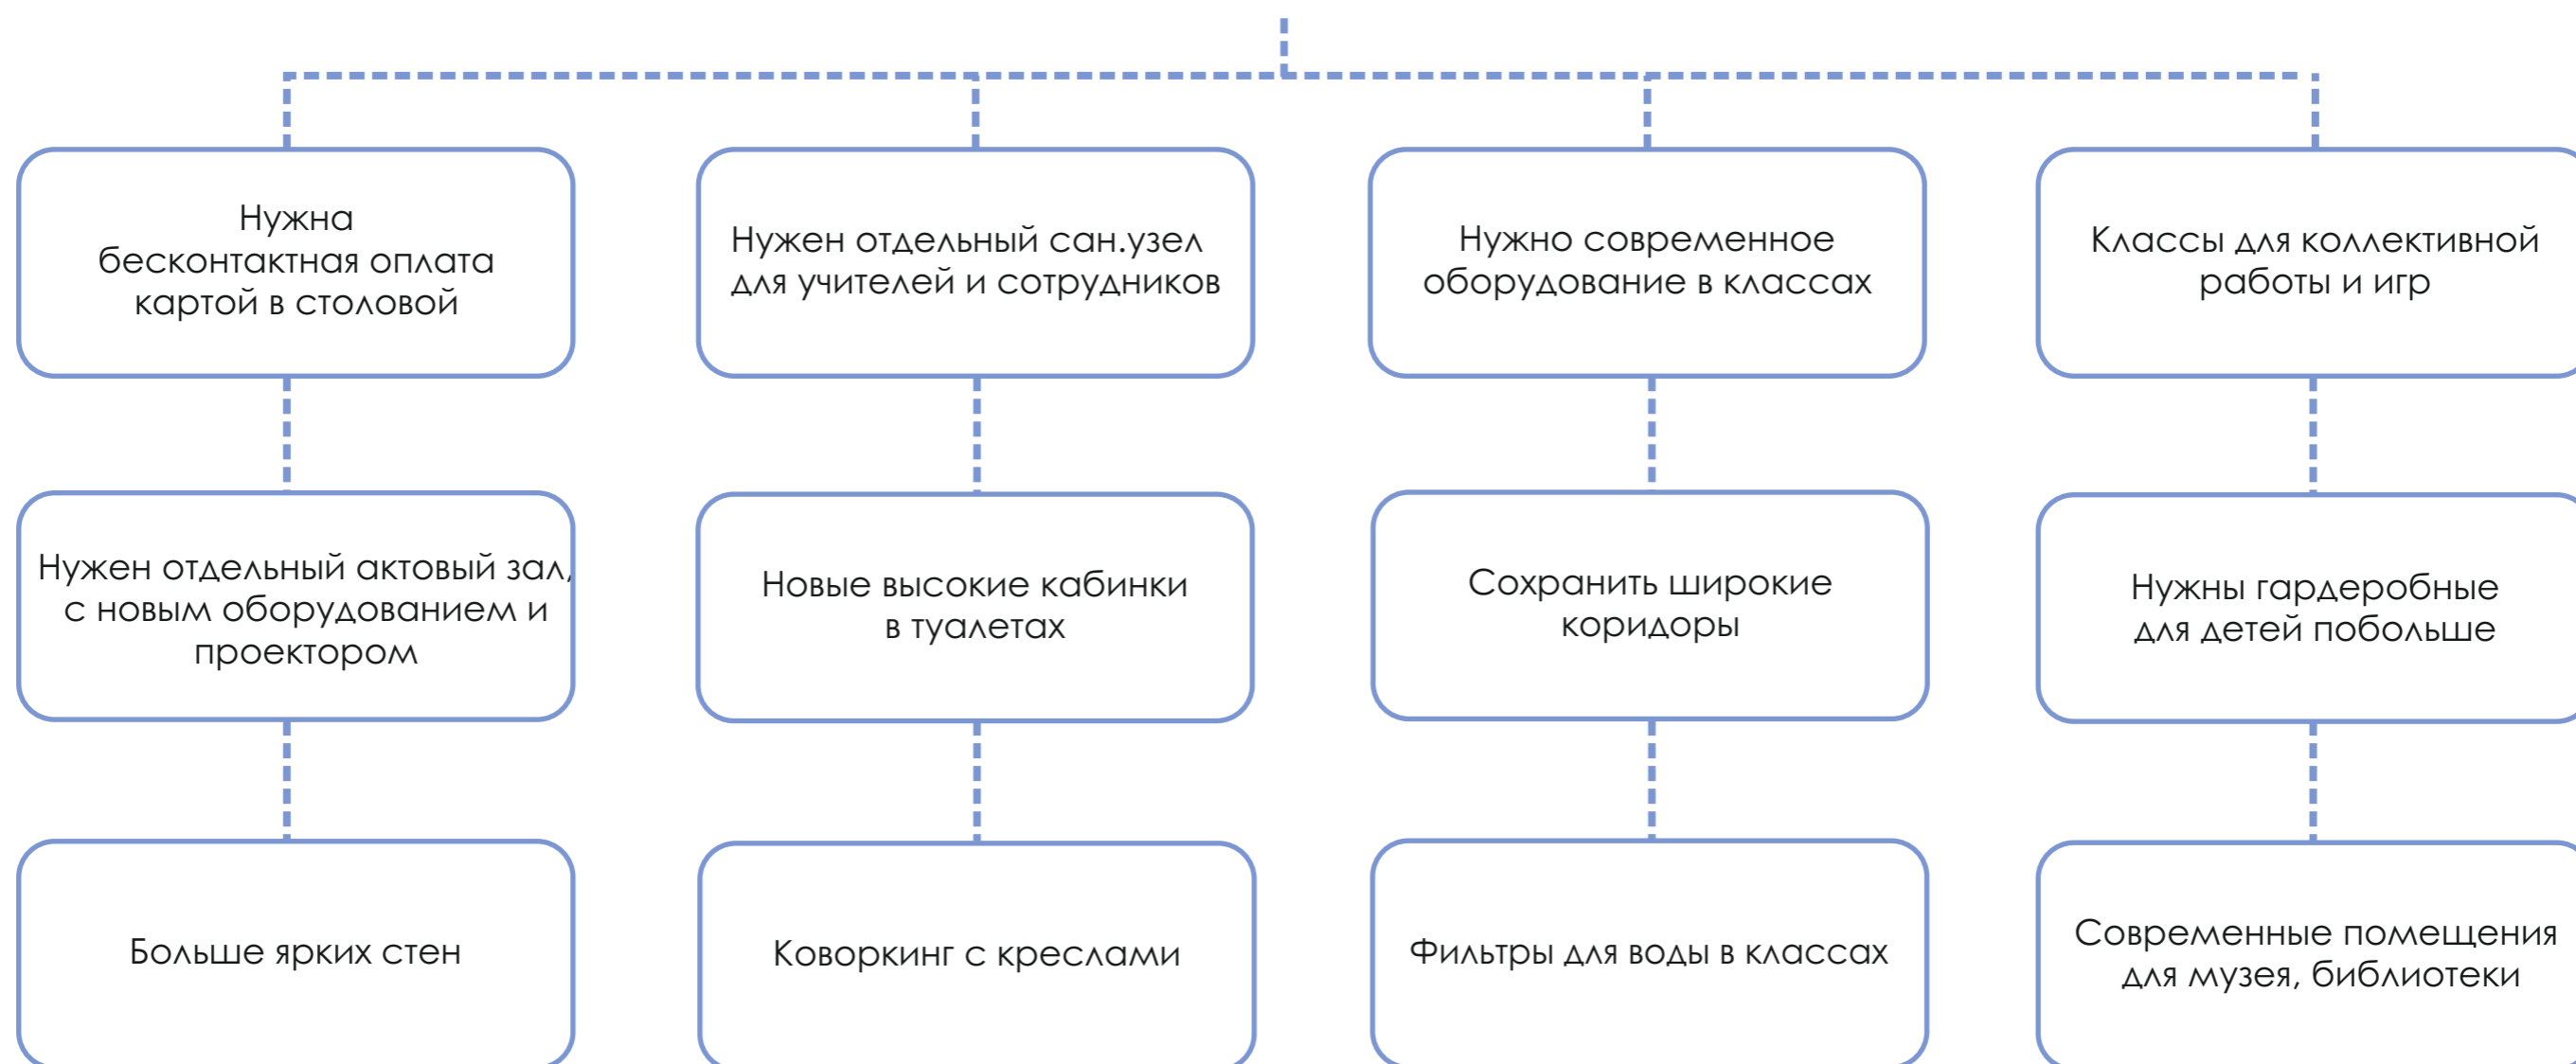 Нужна
бесконтактная оплата
картой в столовой
Нужен отдельный сан.узел
для учителей и сотрудников
Нужно современное
оборудование в классах
Классы для коллективной
работы и игр
Нужен отдельный актовый зал,
с новым оборудованием и
проектором
Новые высокие кабинки
в туалетах
Сохранить широкие
коридоры
Нужны гардеробные
для детей побольше
Больше ярких стен
Коворкинг с креслами
Фильтры для воды в классах
Современные помещения
для музея, библиотеки